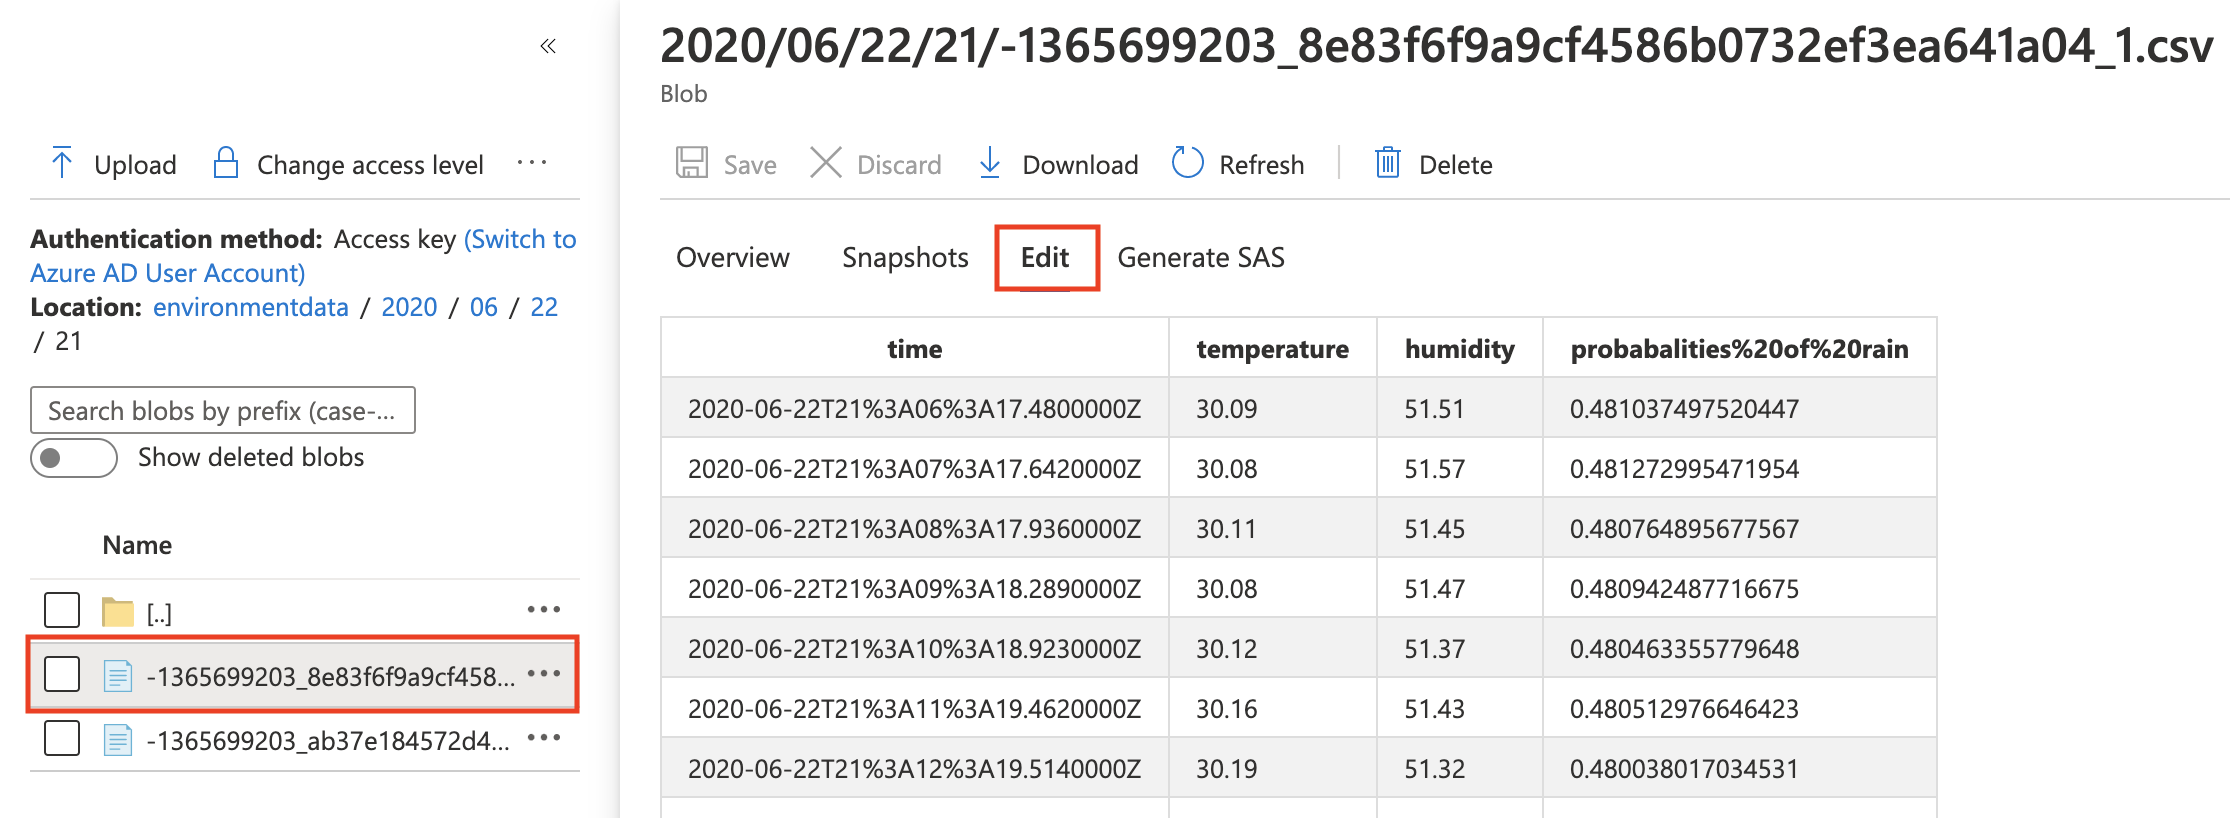 «
Upload Change access level ···
Authentication method: Access key (Switch to
Azure AD User Account)
Location: environmentdata / 2020 / 06 / 22
/ 21
Search blobs by prefix (case-...
Show deleted blobs
Name
[..] •••
-1365699203_8e83f6f9a9cf458... •••
-1365699203_ab37e184572d4... •••
2020/06/22/21/-1365699203_8e83f6f9a9cf4586b0732ef3ea641a04_1.csv
Blob
Save Discard Download Refresh Delete
Overview Snapshots Edit Generate SAS
time temperature humidity probabalities%20of%20rain
2020-06-22T21%3A06%3A17.4800000Z 30.09 51.51 0.481037497520447
2020-06-22T21%3A07%3A17.6420000Z 30.08 51.57 0.481272995471954
2020-06-22T21%3A08%3A17.9360000Z 30.11 51.45 0.480764895677567
2020-06-22T21%3A09%3A18.2890000Z 30.08 51.47 0.480942487716675
2020-06-22T21%3A10%3A18.9230000Z 30.12 51.37 0.480463355779648
2020-06-22T21%3A11%3A19.4620000Z 30.16 51.43 0.480512976646423
2020-06-22T21%3A12%3A19.5140000Z 30.19 51.32 0.480038017034531